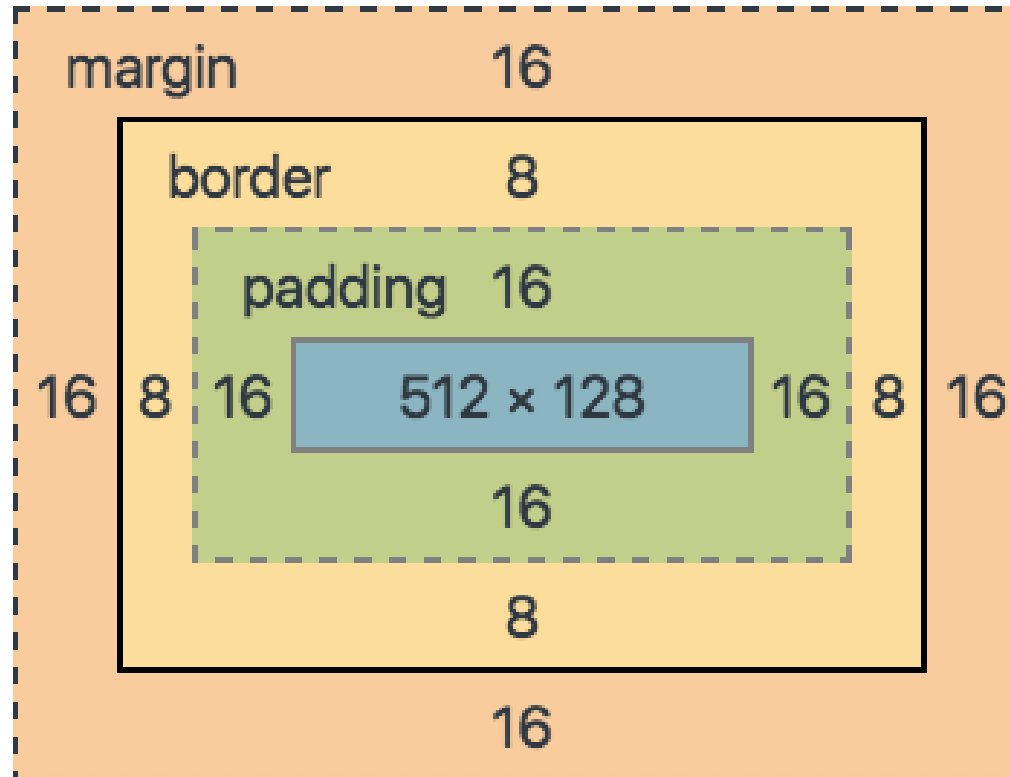 margin 16
border 8
padding 16
16 8 16 512 × 128 16 8 16
16
8
16